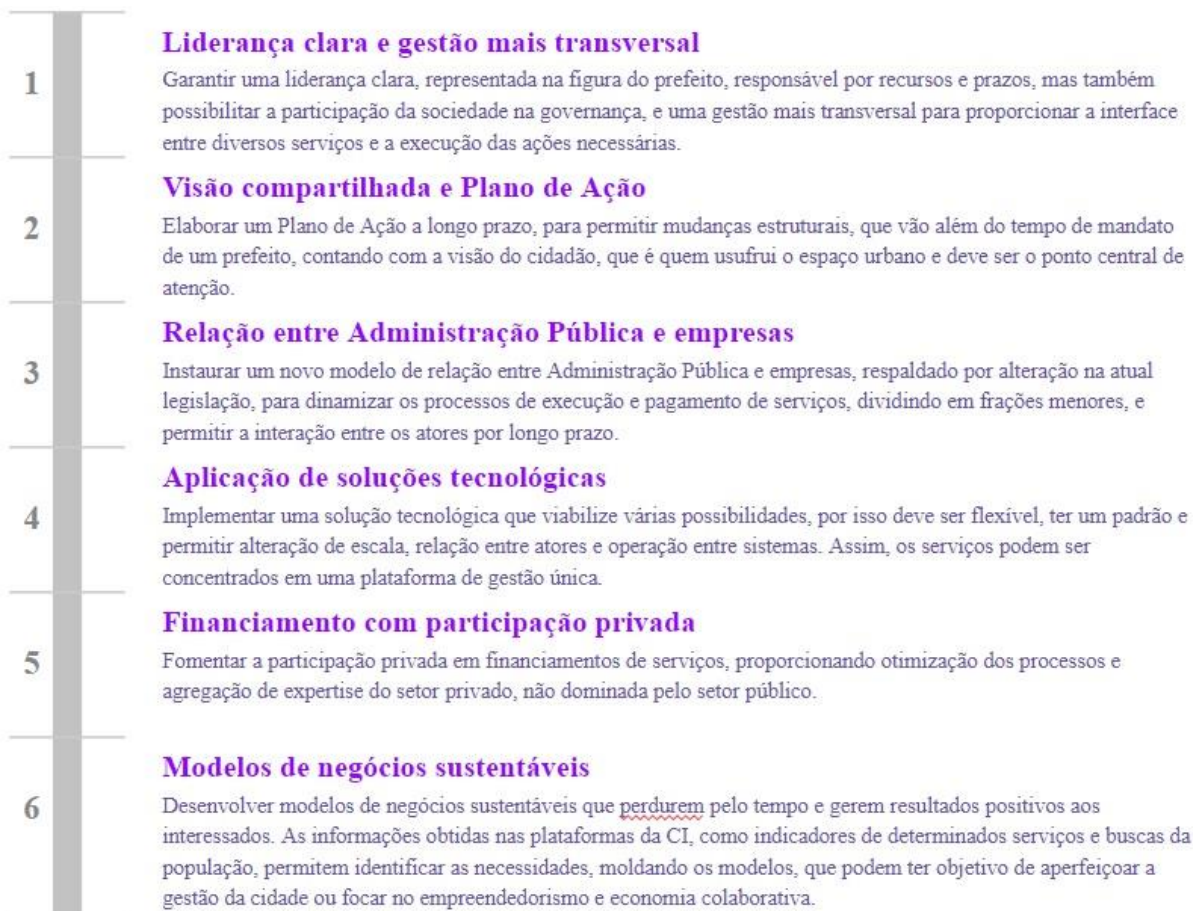 Liderança clara e gestão mais transversal
1
Garantir uma liderança clara, representada na figura do prefeito, responsável por recursos e prazos, mas também
possibilitar a participação da sociedade na governança, e uma gestão mais transversal para proporcionar a interface
entre diversos serviços e a execução das ações necessárias.
Visão compartilhada e Plano de Ação
2
Elaborar um Plano de Ação a longo prazo, para permitir mudanças estruturais, que vão além do tempo de mandato
de um prefeito, contando com a visão do cidadão, que é quem usufrui o espaço urbano e deve ser o ponto central de
atenção.
Relação entre Administração Pública e empresas
3
Instaurar um novo modelo de relação entre Administração Pública e empresas, respaldado por alteração na atual
legislação, para dinamizar os processos de execução e pagamento de serviços, dividindo em frações menores, e
permitir a interação entre os atores por longo prazo.
Aplicação de soluções tecnológicas
4
Implementar uma solução tecnológica que viabilize várias possibilidades, por isso deve ser flexível, ter um padrão e
permitir alteração de escala, relação entre atores e operação entre sistemas. Assim, os serviços podem ser
concentrados em uma plataforma de gestão única.
Financiamento com participação privada
5
Fomentar a participação privada em financiamentos de serviços, proporcionando otimização dos processos e
agregação de expertise do setor privado, não dominada pelo setor público.
Modelos de negócios sustentáveis
6
Desenvolver modelos de negócios sustentáveis que perdurem pelo tempo e gerem resultados positivos aos
interessados. As informações obtidas nas plataformas da CI, como indicadores de determinados serviços e buscas da
população, permitem identificar as necessidades, moldando os modelos, que podem ter objetivo de aperfeiçoar a
gestão da cidade ou focar no empreendedorismo e economia colaborativa.